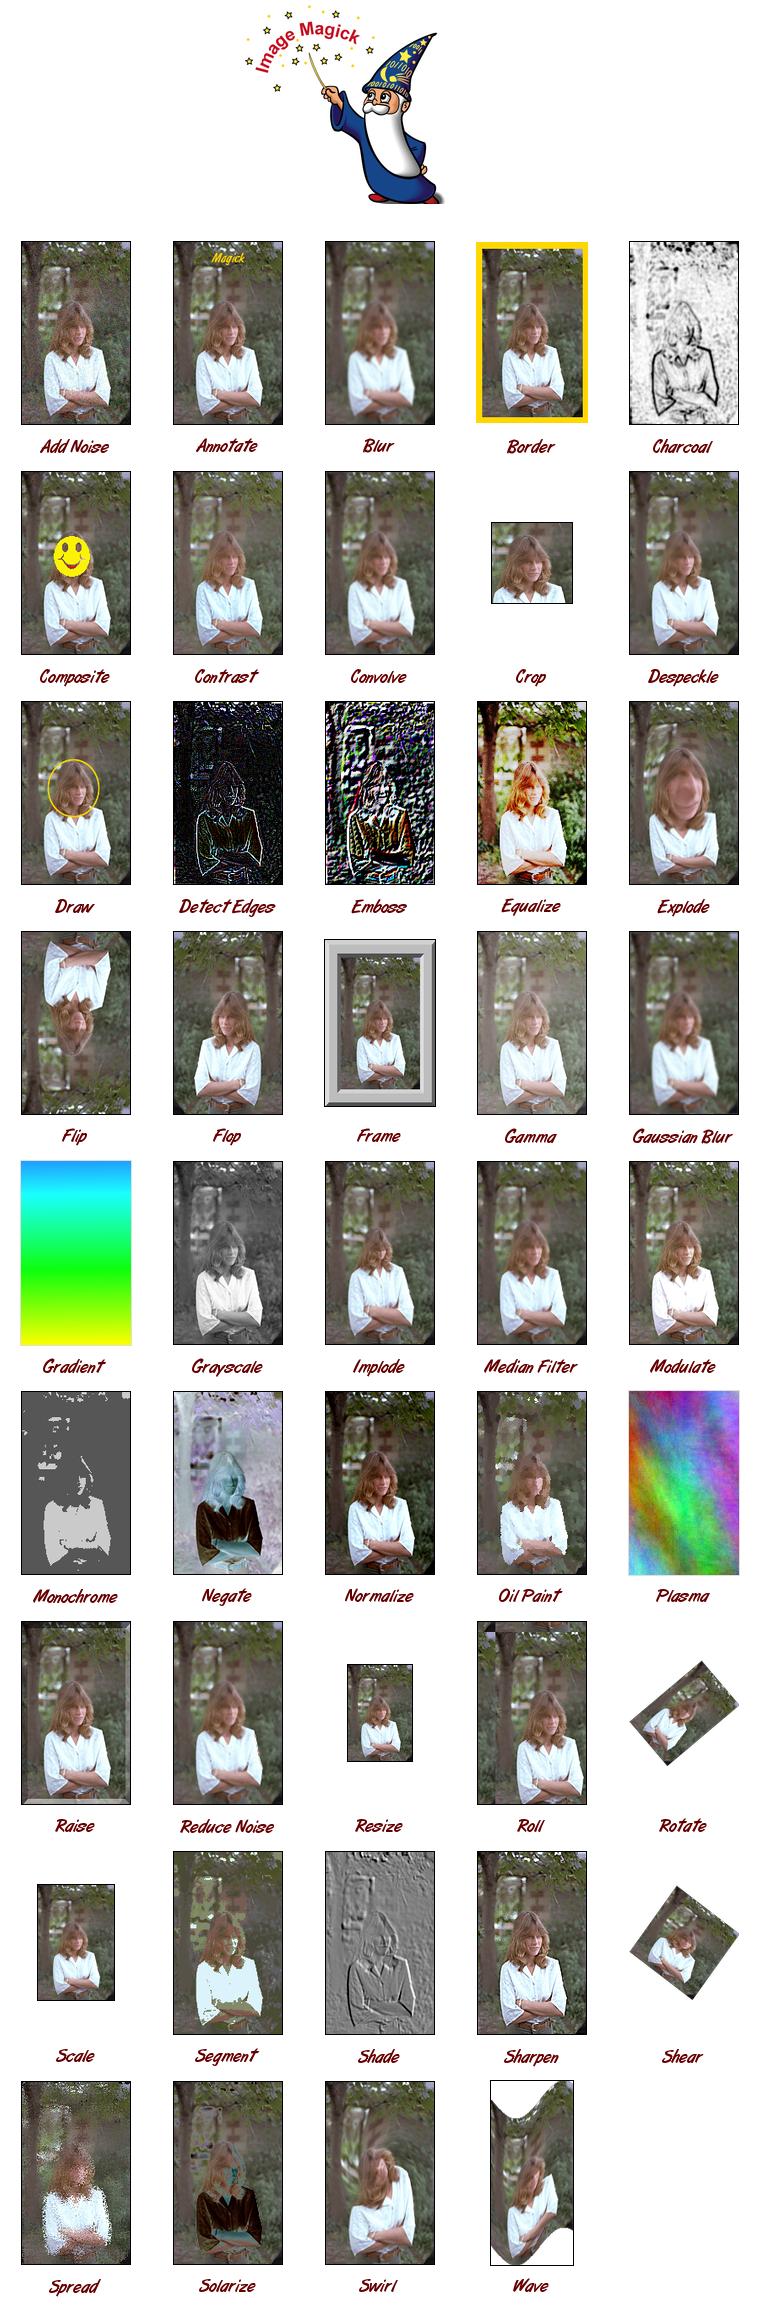 Image Magick
Magick
Add Noise
Annotate
Blur
Border
Charcoal
Composite
Contrast
Convolve
Crop
Despeckle
Draw
Detect Edges
Emboss
Equalize
Explode
Flip
Flop
Frame
Gamma
Gaussian Blur
Gradient
Grayscale
Implode
Median Filter
Modulate
Monochrome
Negate
Normalize
Oil Paint
Plasma
Raise
Reduce Noise
Resize
Roll
Rotate
Scale
Segment
Shade
Sharpen
Shear
Spread
Solarize
Swirl
Wave